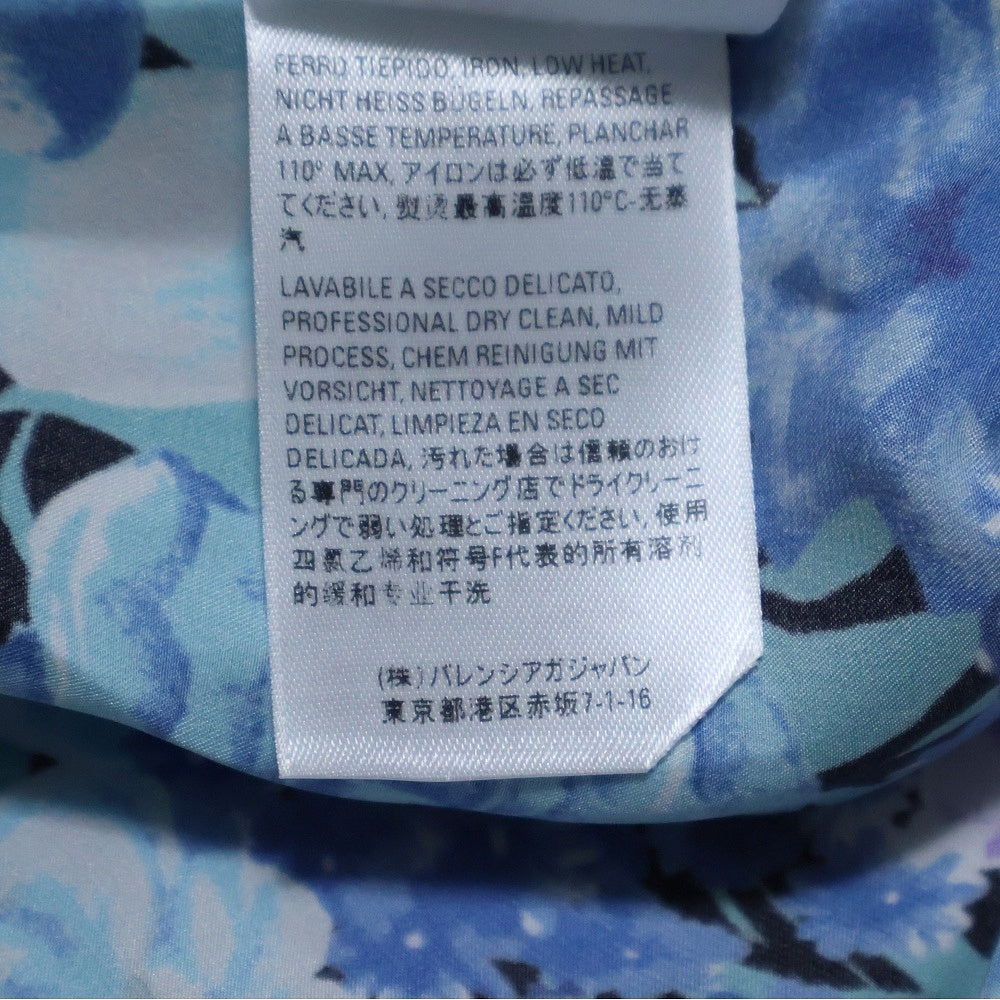 FERRO TIEPIDO, IRON, LOW HEAT,
NICHT HEISS BÜGELN, REPASSAGE
A BASSE TEMPERATURE, PLANCHAR
110° MAX, アイロンは必ず低温で当て
てください, 熨烫最高温度110°C-无蒸
汽
LAVABILE A SECCO DELICATO,
PROFESSIONAL DRY CLEAN, MILD
PROCESS, CHEM REINIGUNG MIT
VORSICHT, NETTOYAGE A SEC
DELICAT, LIMPIEZA EN SECO
DELICADA, 汚れた場合は信頼のおけ
る専門のクリーニング店でドライクリーニ
ングで弱い処理とご指定ください, 使用
四氯乙烯和符号F代表的所有溶剂
的缓和专业干洗
(株)バレンシアガジャパン
東京都港区赤坂7-1-16